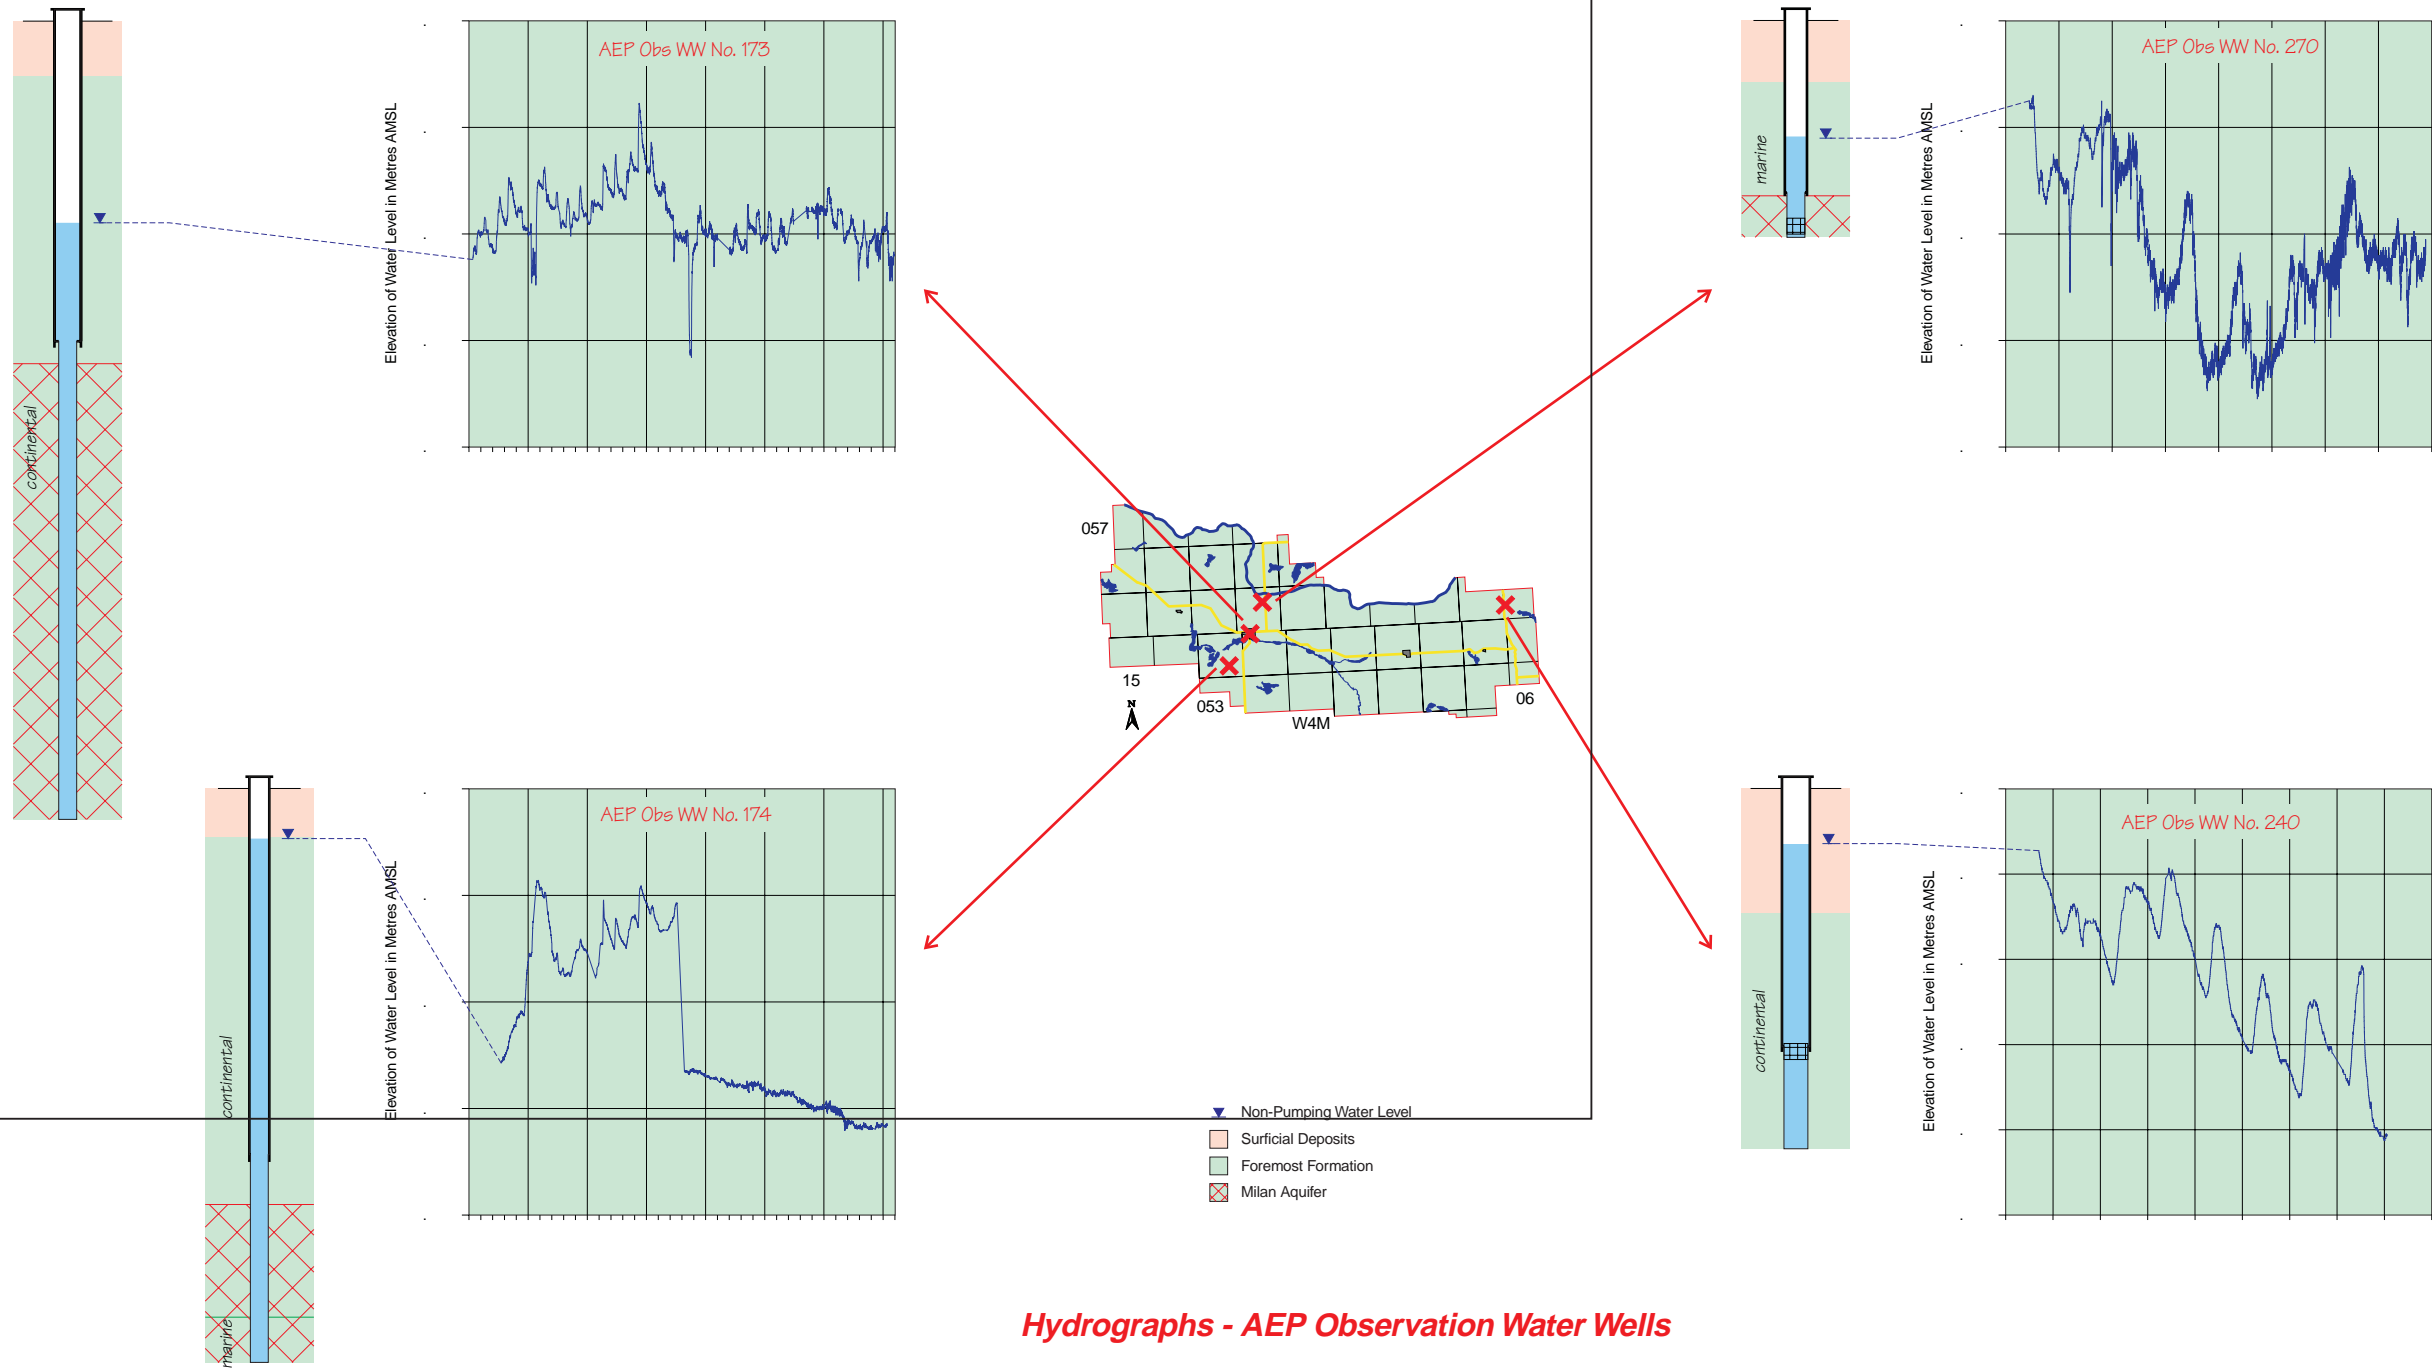 AEP Obs WW No. 173
Elevation of Water Level in Metres AMSL
continental
AEP Obs WW No. 270
Elevation of Water Level in Metres AMSL
marine
057
15
N
053
W4M
06
AEP Obs WW No. 174
Elevation of Water Level in Metres AMSL
continental
marine
AEP Obs WW No. 240
Elevation of Water Level in Metres AMSL
continental
Non-Pumping Water Level
Surficial Deposits
Foremost Formation
Milan Aquifer
Hydrographs - AEP Observation Water Wells